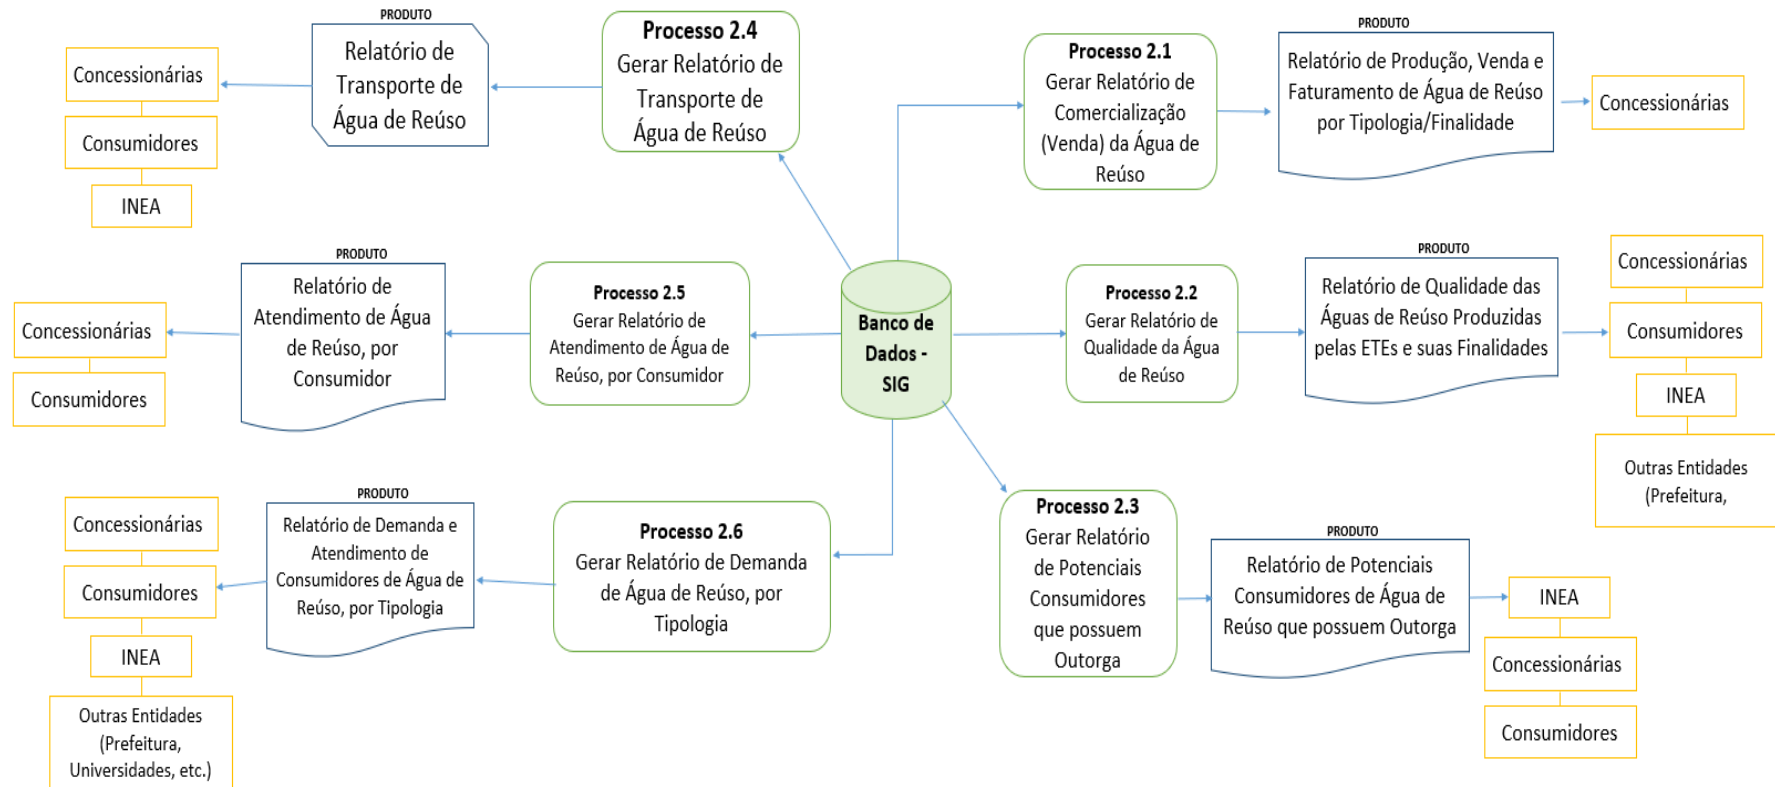 PRODUTO
Relatório de
Transporte de
Água de Reúso
Processo 2.4
Gerar Relatório de
Transporte de
Água de Reúso
Concessionárias
Consumidores
INEA
Processo 2.1
Gerar Relatório de
Comercialização
(Venda) da Água de
Reúso
PRODUTO
Relatório de Produção, Venda e
Faturamento de Água de Reúso
por Tipologia/Finalidade
Concessionárias
PRODUTO
Relatório de
Atendimento de Água
de Reúso, por
Consumidor
Concessionárias
Consumidores
Processo 2.5
Gerar Relatório de
Atendimento de Água de
Reúso, por Consumidor
Banco de
Dados -
SIG
Processo 2.2
Gerar Relatório de
Qualidade da Água
de Reúso
PRODUTO
Relatório de Qualidade das
Águas de Reúso Produzidas
pelas ETEs e suas Finalidades
Concessionárias
Consumidores
INEA
Outras Entidades
(Prefeitura,
PRODUTO
Relatório de Demanda e
Atendimento de
Consumidores de Água de
Reúso, por Tipologia
Concessionárias
Consumidores
INEA
Outras Entidades
(Prefeitura,
Universidades, etc.)
Processo 2.6
Gerar Relatório de Demanda
de Água de Reúso, por
Tipologia
Processo 2.3
Gerar Relatório
de Potenciais
Consumidores
que possuem
Outorga
PRODUTO
Relatório de Potenciais
Consumidores de Água de
Reúso que possuem Outorga
INEA
Concessionárias
Consumidores